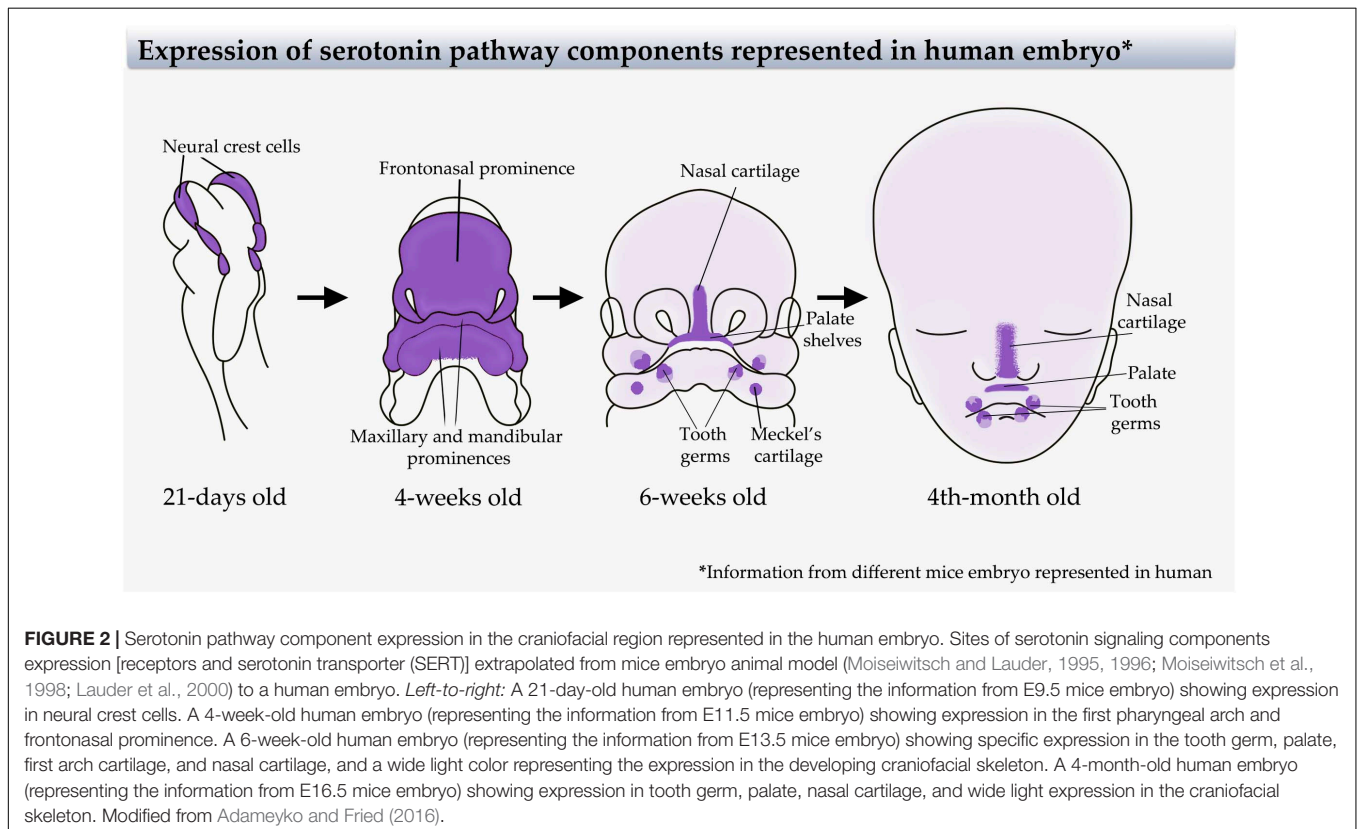 Expression of serotonin pathway components represented in human embryo*
Neural crest cells
Frontonasal prominence
Maxillary and mandibular
prominences
Nasal cartilage
Palate
shelves
Tooth
germs
Meckel's
cartilage
Nasal
cartilage
Palate
Tooth
germs
21-days old
4-weeks old
6-weeks old
4th-month old
*Information from different mice embryo represented in human
FIGURE 2 | Serotonin pathway component expression in the craniofacial region represented in the human embryo. Sites of serotonin signaling components
expression [receptors and serotonin transporter (SERT)] extrapolated from mice embryo animal model (Moiseiwitsch and Lauder, 1995, 1996; Moiseiwitsch et al.,
1998; Lauder et al., 2000) to a human embryo. Left-to-right: A 21-day-old human embryo (representing the information from E9.5 mice embryo) showing expression
in neural crest cells. A 4-week-old human embryo (representing the information from E11.5 mice embryo) showing expression in the first pharyngeal arch and
frontonasal prominence. A 6-week-old human embryo (representing the information from E13.5 mice embryo) showing specific expression in the tooth germ, palate,
first arch cartilage, and nasal cartilage, and a wide light color representing the expression in the developing craniofacial skeleton. A 4-month-old human embryo
(representing the information from E16.5 mice embryo) showing expression in tooth germ, palate, nasal cartilage, and wide light expression in the craniofacial
skeleton. Modified from Adameyko and Fried (2016).